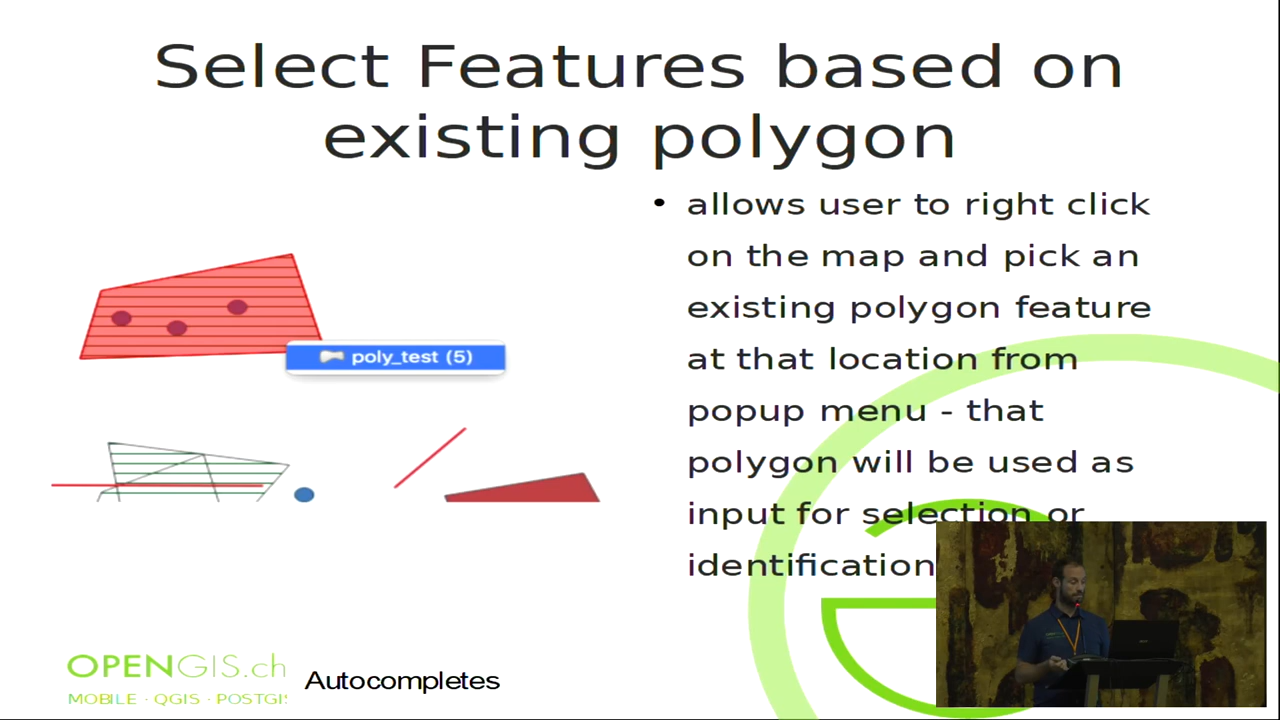 Select Features based on
existing polygon
• allows user to right click
on the map and pick an
existing polygon feature
at that location from
popup menu - that
polygon will be used as
input for selection or
identification
poly_test (5)
OPENGIS.ch
MOBILE · QGIS · POSTGIS
Autocompletes